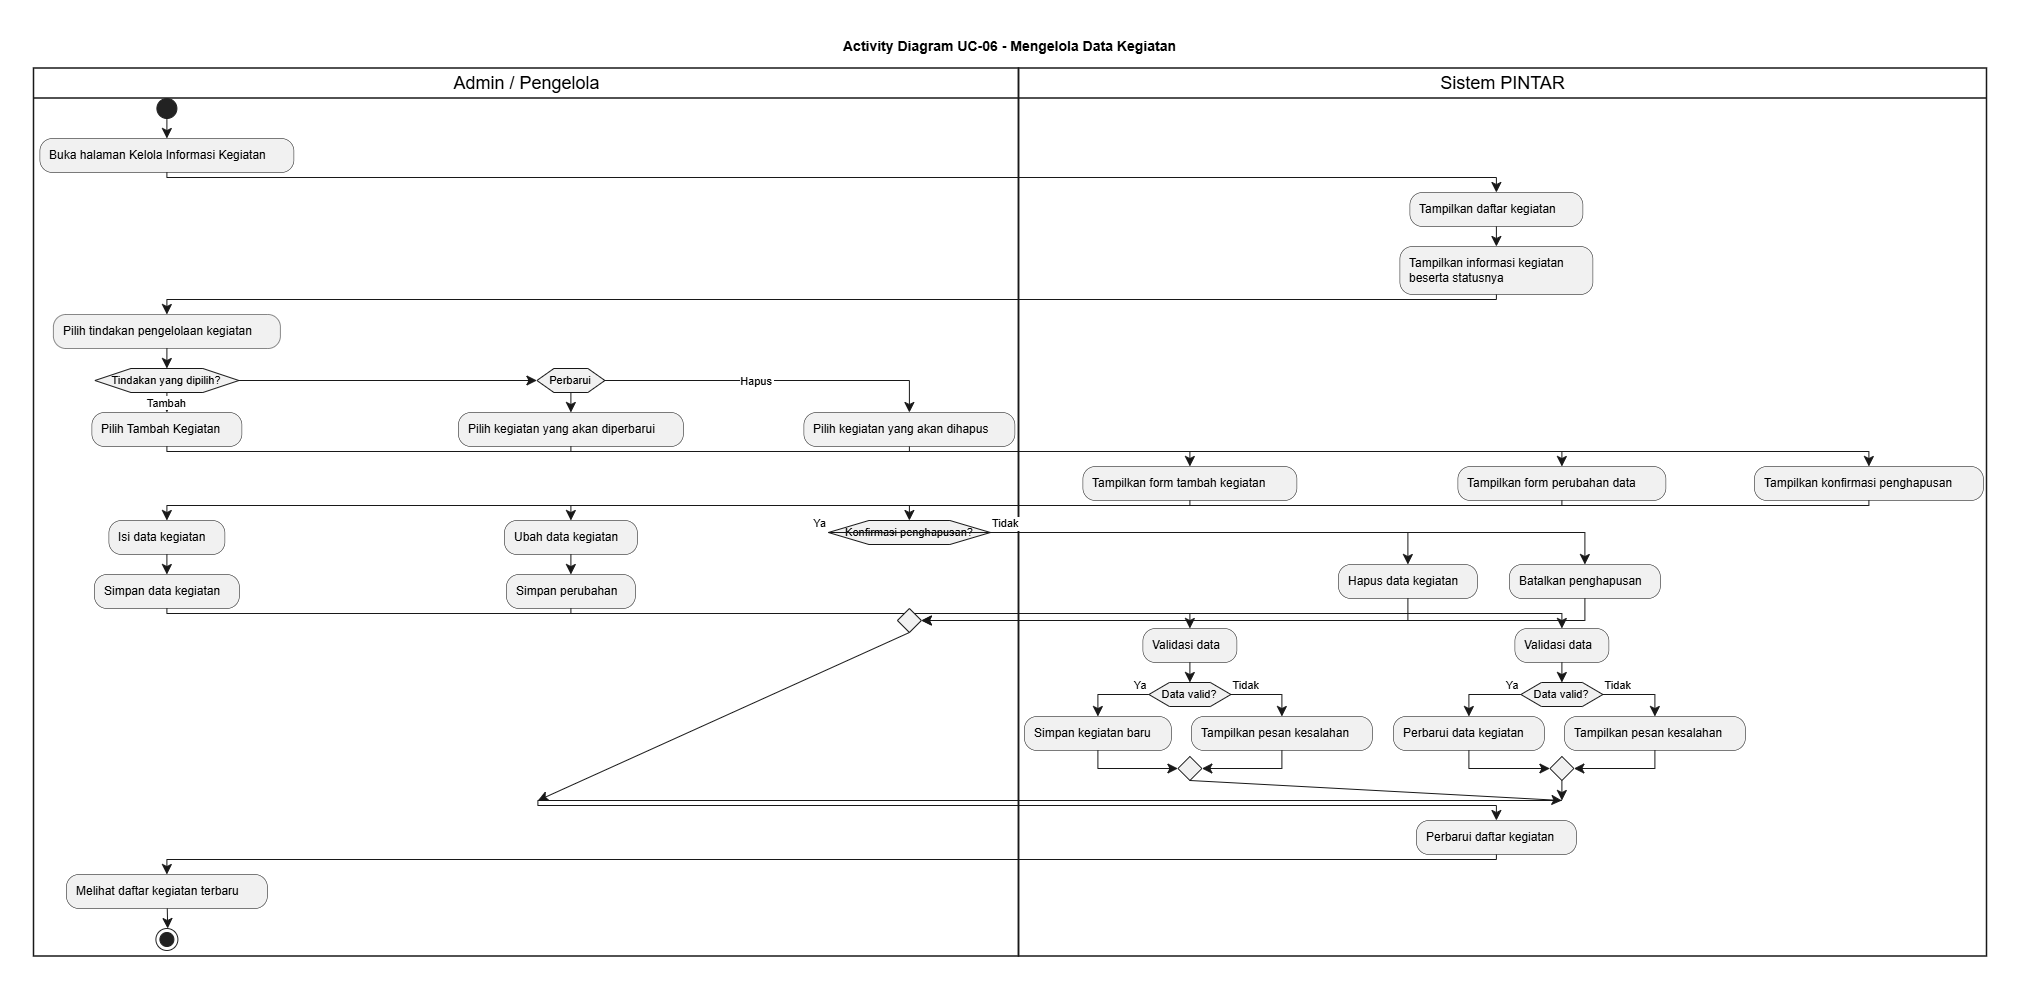 Activity Diagram UC-06 - Mengelola Data Kegiatan
Admin / Pengelola
Sistem PINTAR
Buka halaman Kelola Informasi Kegiatan
Tampilkan daftar kegiatan
Tampilkan informasi kegiatan
beserta statusnya
Pilih tindakan pengelolaan kegiatan
Tindakan yang dipilih?
Perbarui
Hapus
Tambah
Pilih Tambah Kegiatan
Pilih kegiatan yang akan diperbarui
Pilih kegiatan yang akan dihapus
Tampilkan form tambah kegiatan
Tampilkan form perubahan data
Tampilkan konfirmasi penghapusan
Isi data kegiatan
Ubah data kegiatan
Ya
Konfirmasi penghapusan?
Tidak
Simpan data kegiatan
Simpan perubahan
Hapus data kegiatan
Batalkan penghapusan
Validasi data
Validasi data
Ya
Data valid?
Tidak
Ya
Data valid?
Tidak
Simpan kegiatan baru
Tampilkan pesan kesalahan
Perbarui data kegiatan
Tampilkan pesan kesalahan
Perbarui daftar kegiatan
Melihat daftar kegiatan terbaru